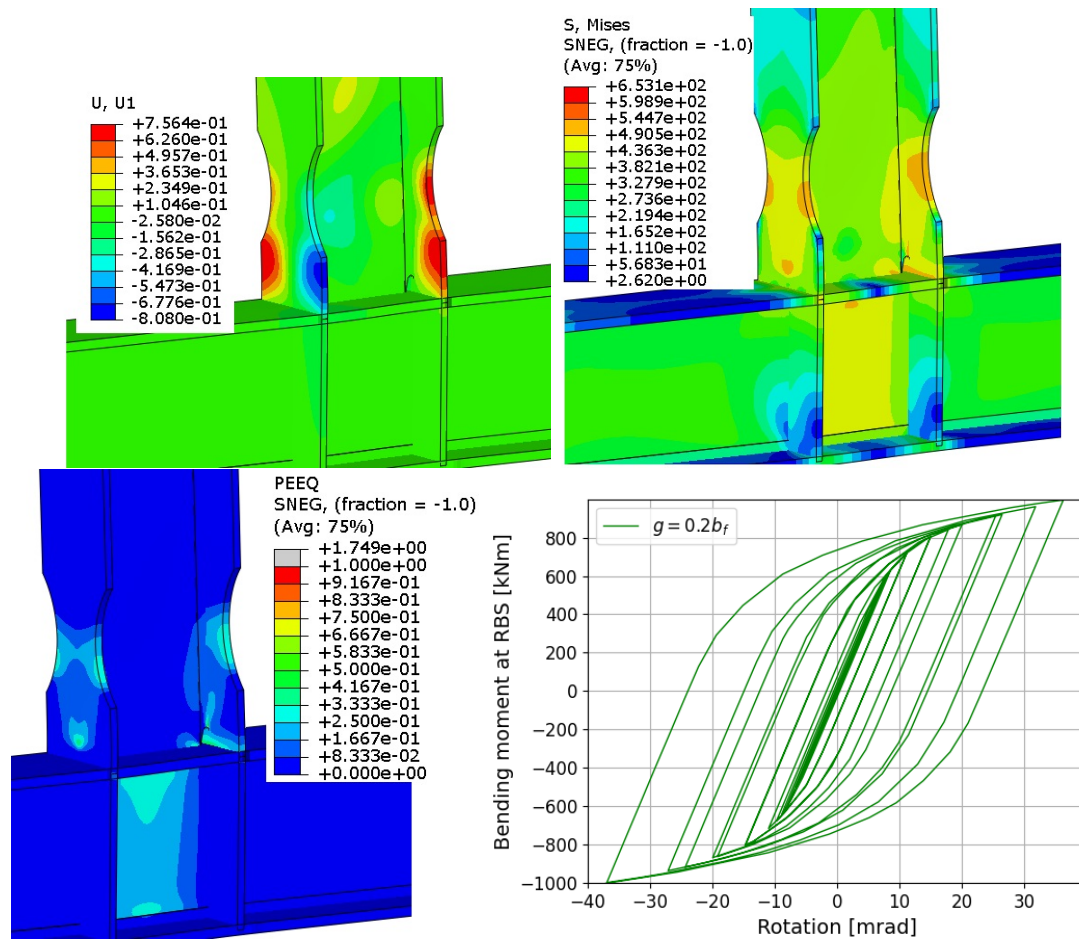 U, U1
+7.564e-01
+6.260e-01
+4.957e-01
+3.653e-01
+2.349e-01
+1.046e-01
-2.580e-02
-1.562e-01
-2.865e-01
-4.169e-01
-5.473e-01
-6.776e-01
-8.080e-01
S, Mises
SNEG, (fraction = -1.0)
(Avg: 75%)
+6.531e+02
+5.989e+02
+5.447e+02
+4.905e+02
+4.363e+02
+3.821e+02
+3.279e+02
+2.736e+02
+2.194e+02
+1.652e+02
+1.110e+02
+5.683e+01
+2.620e+00
PEEQ
SNEG, (fraction = -1.0)
(Avg: 75%)
+1.749e+00
+1.000e+00
+9.167e-01
+8.333e-01
+7.500e-01
+6.667e-01
+5.833e-01
+5.000e-01
+4.167e-01
+3.333e-01
+2.500e-01
+1.667e-01
+8.333e-02
+0.000e+00
g = 0.2b_f
Bending moment at RBS [kNm]
800
600
400
200
0
−200
−400
−600
−800
−1000
−40 −30 −20 −10 0 10 20 30
Rotation [mrad]